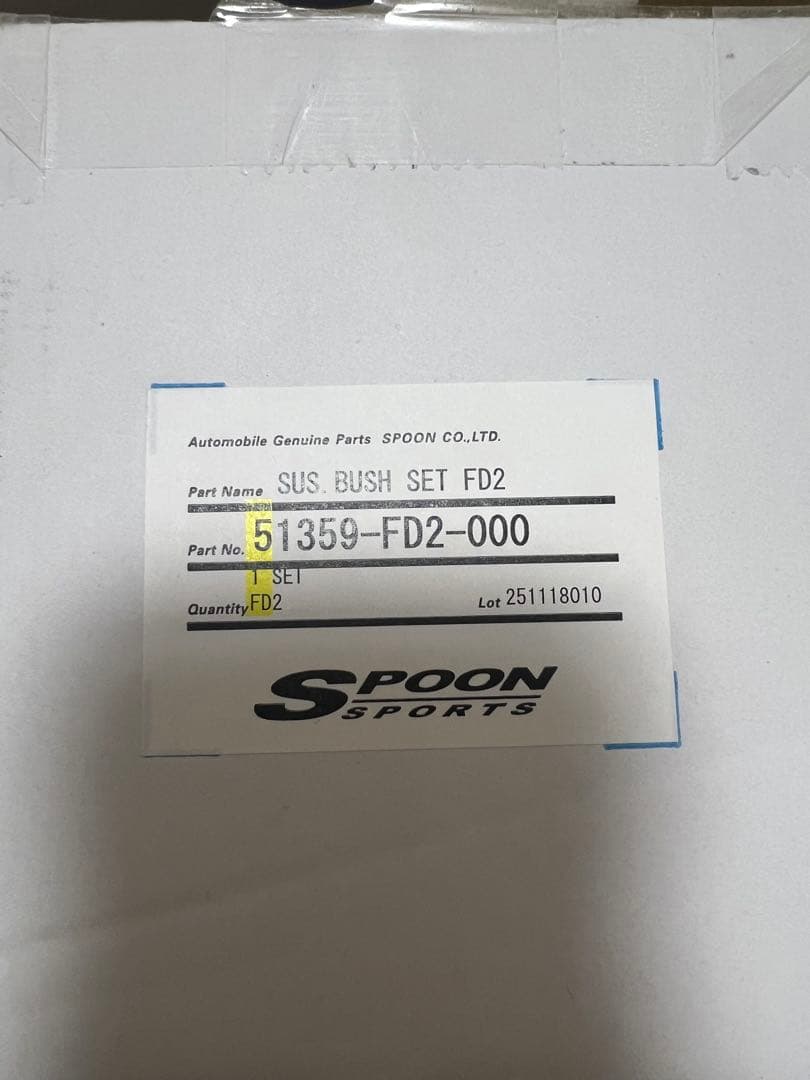 Automobile Genuine Parts SPOON CO.,LTD.
Part Name SUS. BUSH SET FD2
Part No. 51359-FD2-000
1 SET
Quantity FD2 Lot 251118010
SPOON
SPORTS